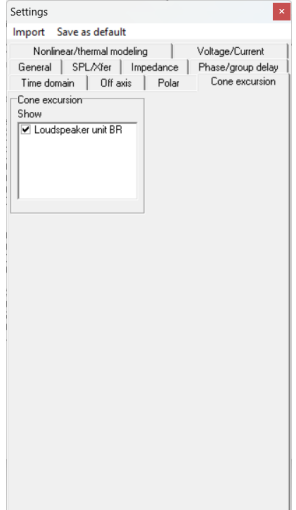 Settings
Import Save as default
Nonlinear/thermal modeling Voltage/Current
General SPL/Xfer Impedance Phase/group delay
Time domain Off axis Polar Cone excursion
Cone excursion
Show
Loudspeaker unit BR